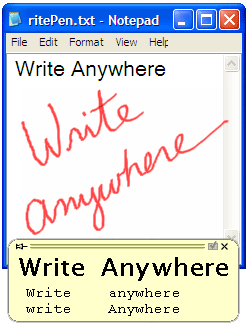 ritePen.txt - Notepad
File Edit Format View Help
Write Anywhere
Write
anywhere
Write Anywhere
Write anywhere
write Anywhere